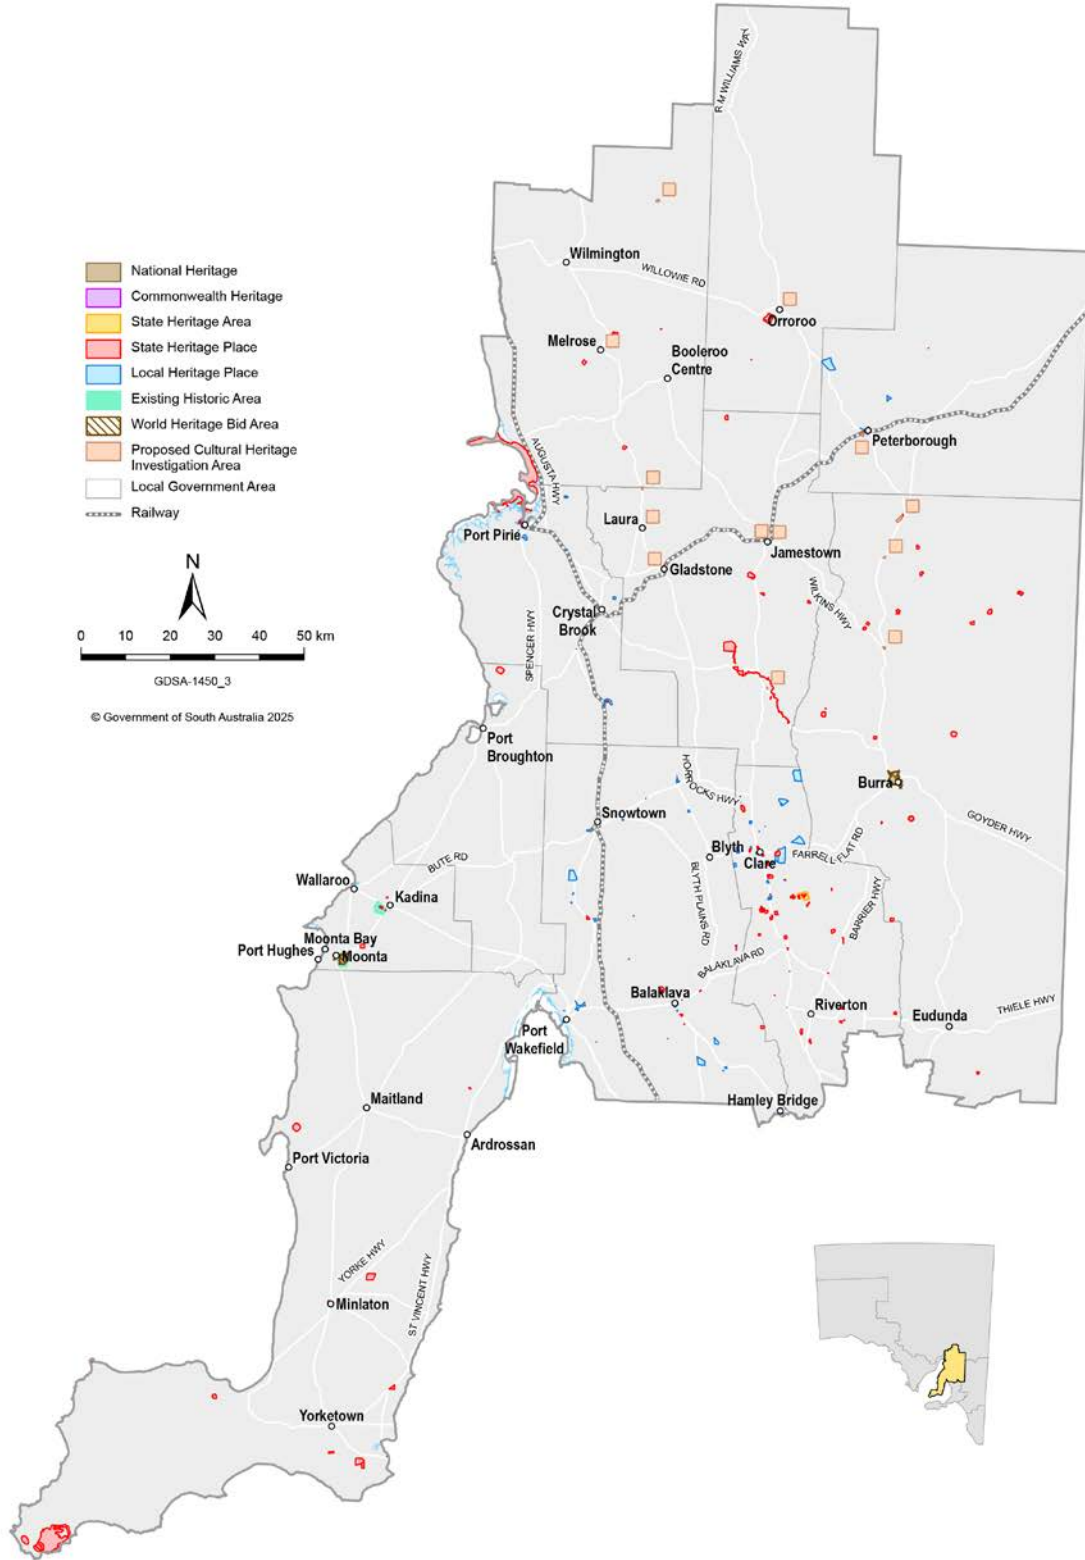 R M WILLIAMS WAY
National Heritage
Commonwealth Heritage
State Heritage Area
State Heritage Place
Local Heritage Place
Existing Historic Area
World Heritage Bid Area
Proposed Cultural Heritage
Investigation Area
Local Government Area
Railway
N
0 10 20 30 40 50 km
GDSA-1450_3
© Government of South Australia 2025
Wilmington
WILLOWIE RD
Orroroo
Melrose
Booleroo
Centre
Peterborough
AUGUSTA HWY
Port Pirie
Laura
Jamestown
Gladstone
WILKINS HWY
Crystal
Brook
SPENCER HWY
Port
Broughton
HORROCKS HWY
Burra
GOYDER HWY
Snowtown
Blyth
Clare
FARRELL FLAT RD
BUTE RD
Wallaroo
Kadina
BLYTH PLAINS RD
BARRIER HWY
Moonta Bay
Port Hughes
Moonta
BALAKLAVA RD
Balaklava
Riverton
Eudunda
THIELE HWY
Port
Wakefield
Hamley Bridge
Maitland
Ardrossan
Port Victoria
YORKE HWY
ST VINCENT HWY
Minlaton
Yorketown